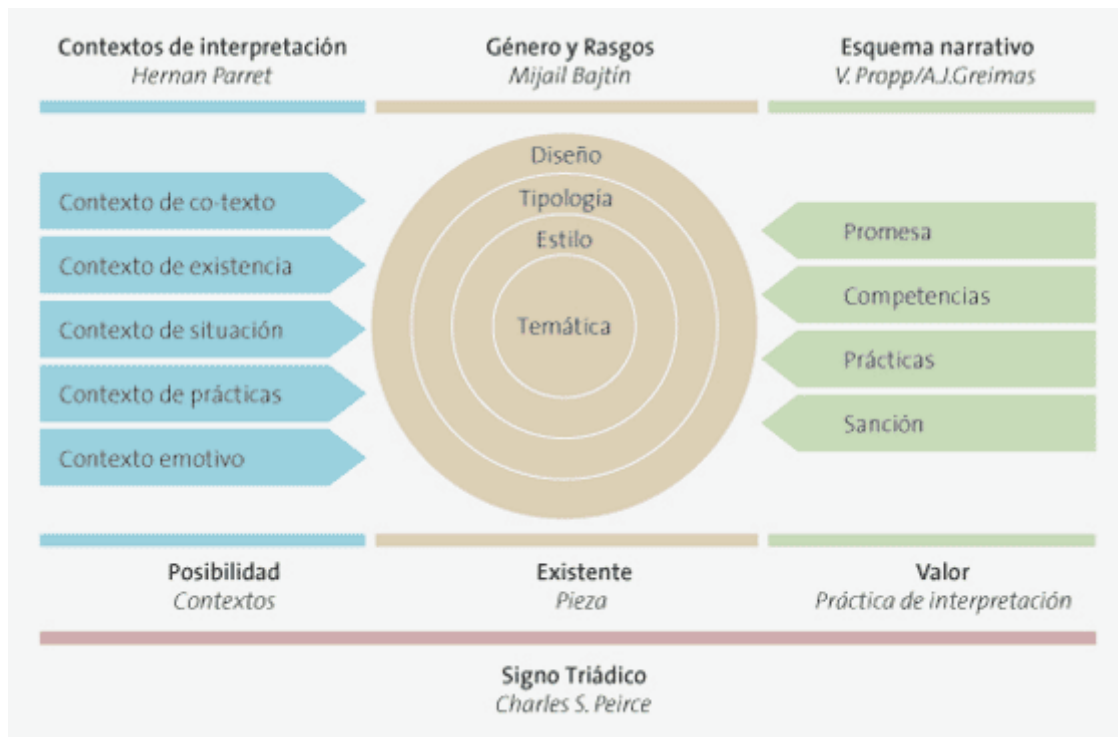 Contextos de interpretación
Hernan Parret
Género y Rasgos
Mijail Bajtín
Esquema narrativo
V. Propp/A.J.Greimas
Contexto de co-texto
Contexto de existencia
Contexto de situación
Contexto de prácticas
Contexto emotivo
Diseño
Tipología
Estilo
Temática
Promesa
Competencias
Prácticas
Sanción
Posibilidad
Contextos
Existente
Pieza
Valor
Práctica de interpretación
Signo Triádico
Charles S. Peirce